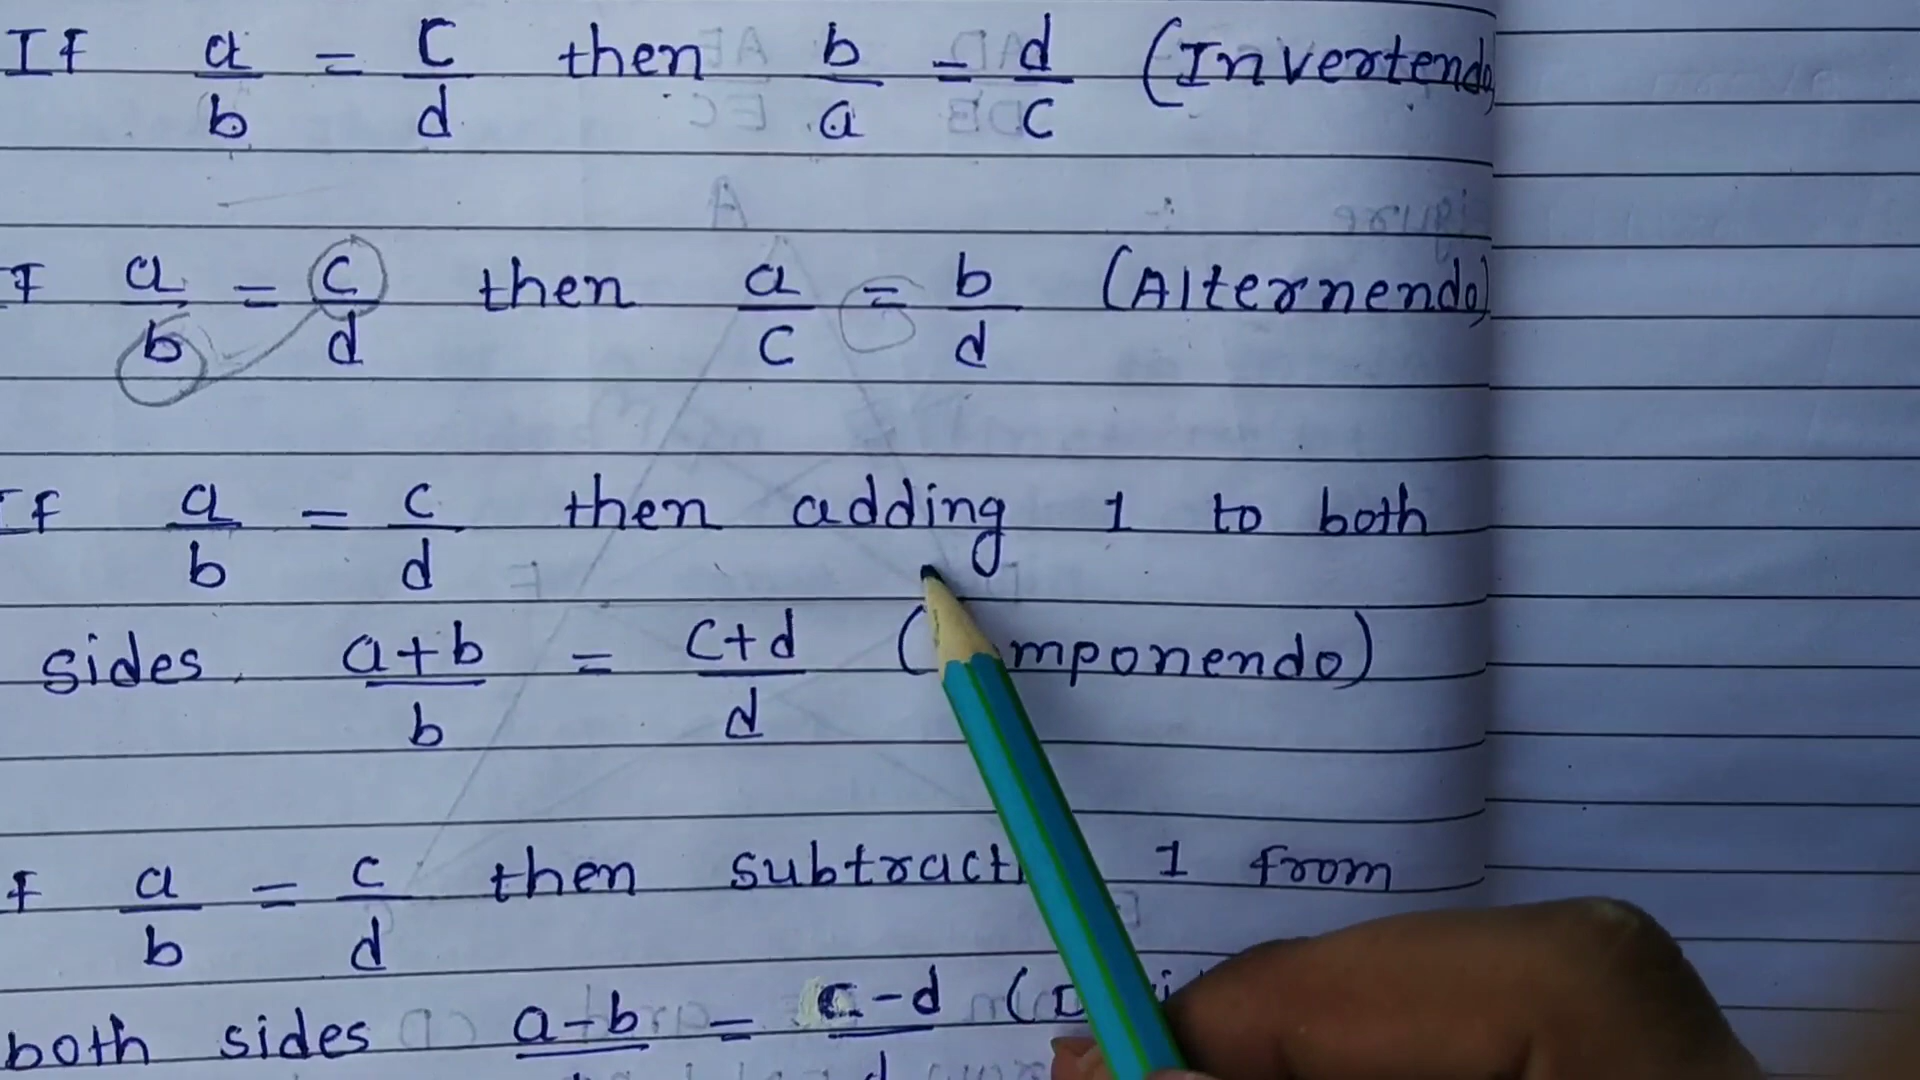 If a/b = c/d then b/a = d/c (Invertendo)
If a/b = c/d then a/c = b/d (Alternendo)
If a/b = c/d then adding 1 to both
sides. a+b/b = c+d/d (mponendo)
If a/b = c/d then subtract 1 from
both sides a-b = c-d (D